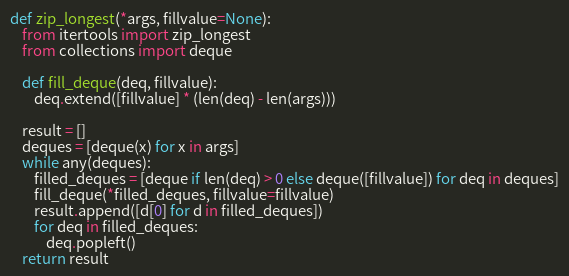 def zip_longest(*args, fillvalue=None):
    from itertools import zip_longest
    from collections import deque

    def fill_deque(deq, fillvalue):
        deq.extend([fillvalue] * (len(deq) - len(args)))

    result = []
    deques = [deque(x) for x in args]
    while any(deques):
        filled_deques = [deque if len(deq) > 0 else deque([fillvalue]) for deq in deques]
        fill_deque(*filled_deques, fillvalue=fillvalue)
        result.append([d[0] for d in filled_deques])
        for deq in filled_deques:
            deq.popleft()
    return result